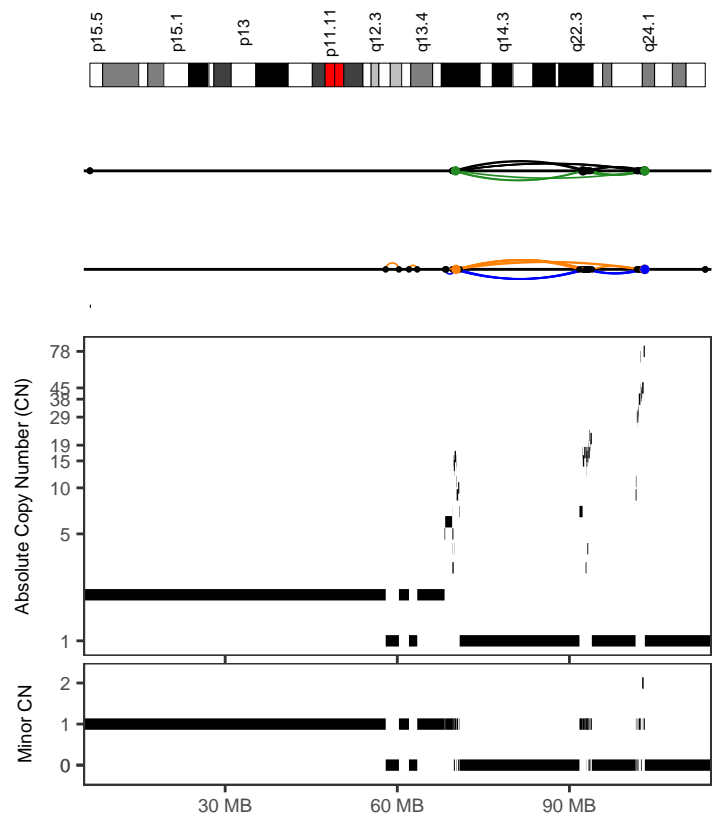 p15.5
p15.1
p13
p11.11
q12.3
q13.4
q14.3
q22.3
q24.1
Absolute Copy Number (CN)
78
45
38
29
19
15
10
5
1
Minor CN
2
1
0
30 MB
60 MB
90 MB